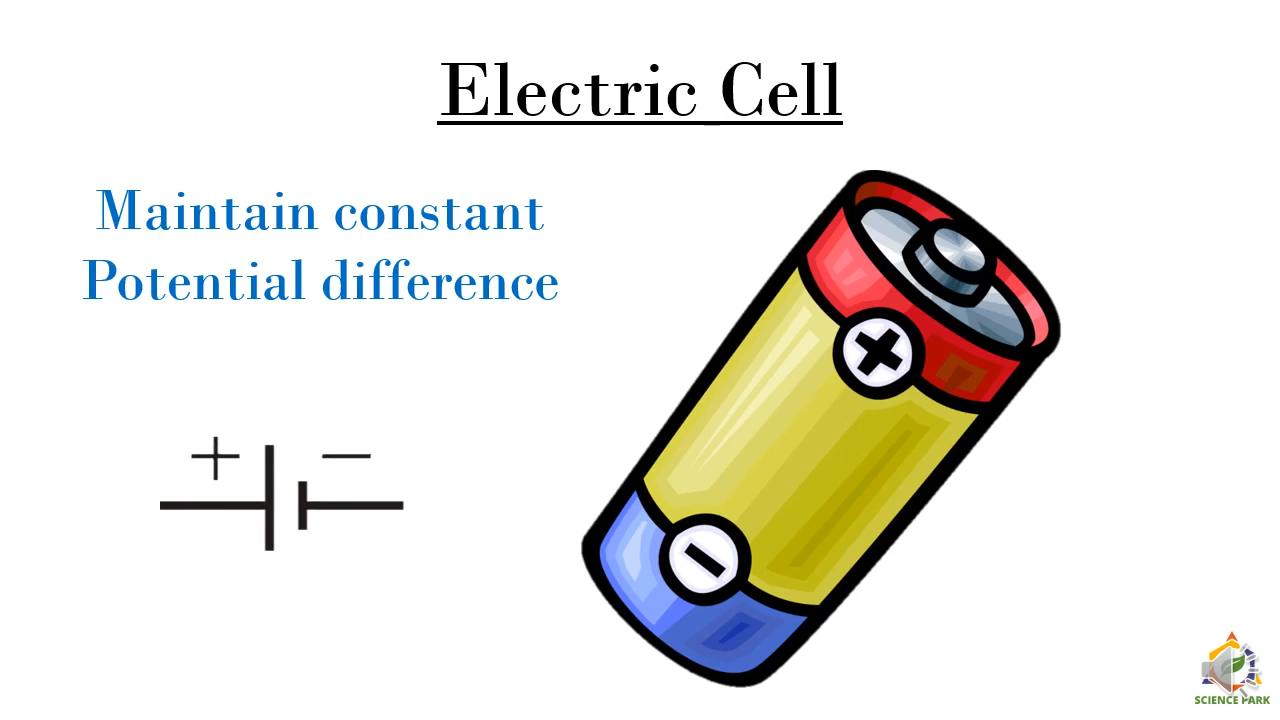 Electric Cell
Maintain constant
Potential difference
+ −
+
−
SCIENCE PARK